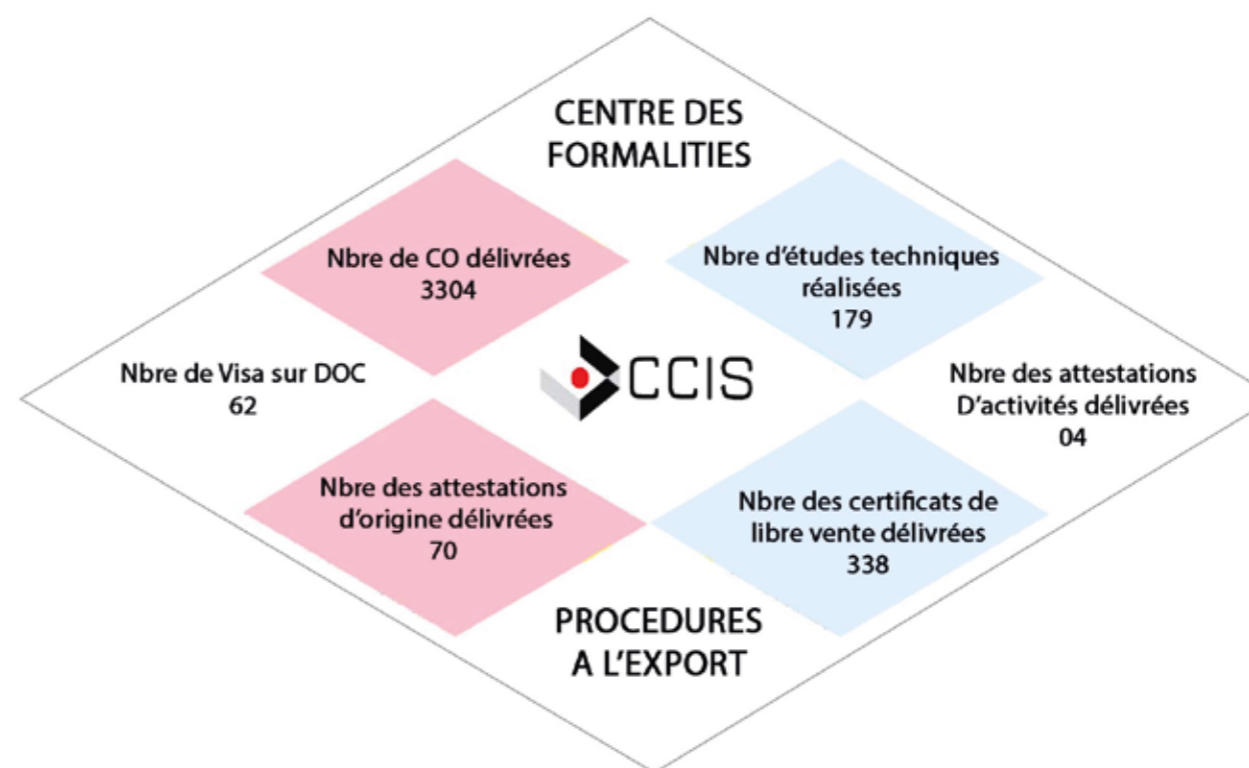 CENTRE DES
FORMALITIES
Nbre de CO délivrées
3304
Nbre d'études techniques
réalisées
179
Nbre de Visa sur DOC
62
CCIS
Nbre des attestations
D'activités délivrées
04
Nbre des attestations
d'origine délivrées
70
Nbre des certificats de
libre vente délivrées
338
PROCEDURES
A L'EXPORT